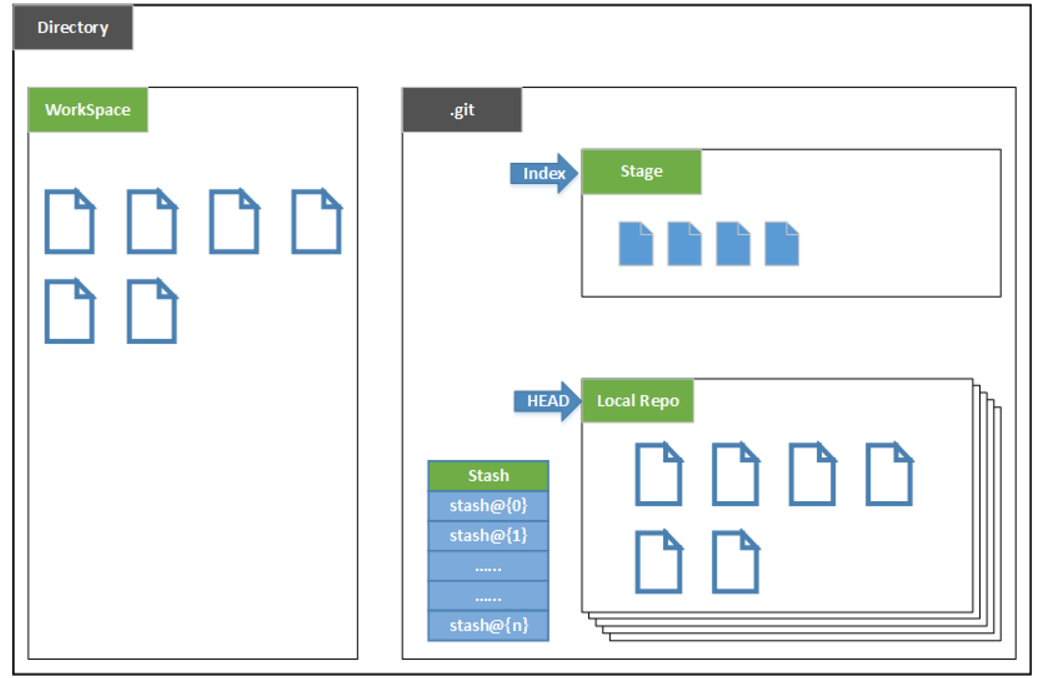 Directory
WorkSpace
.git
Index
Stage
HEAD
Local Repo
Stash
stash@{0}
stash@{1}
......
......
stash@{n}